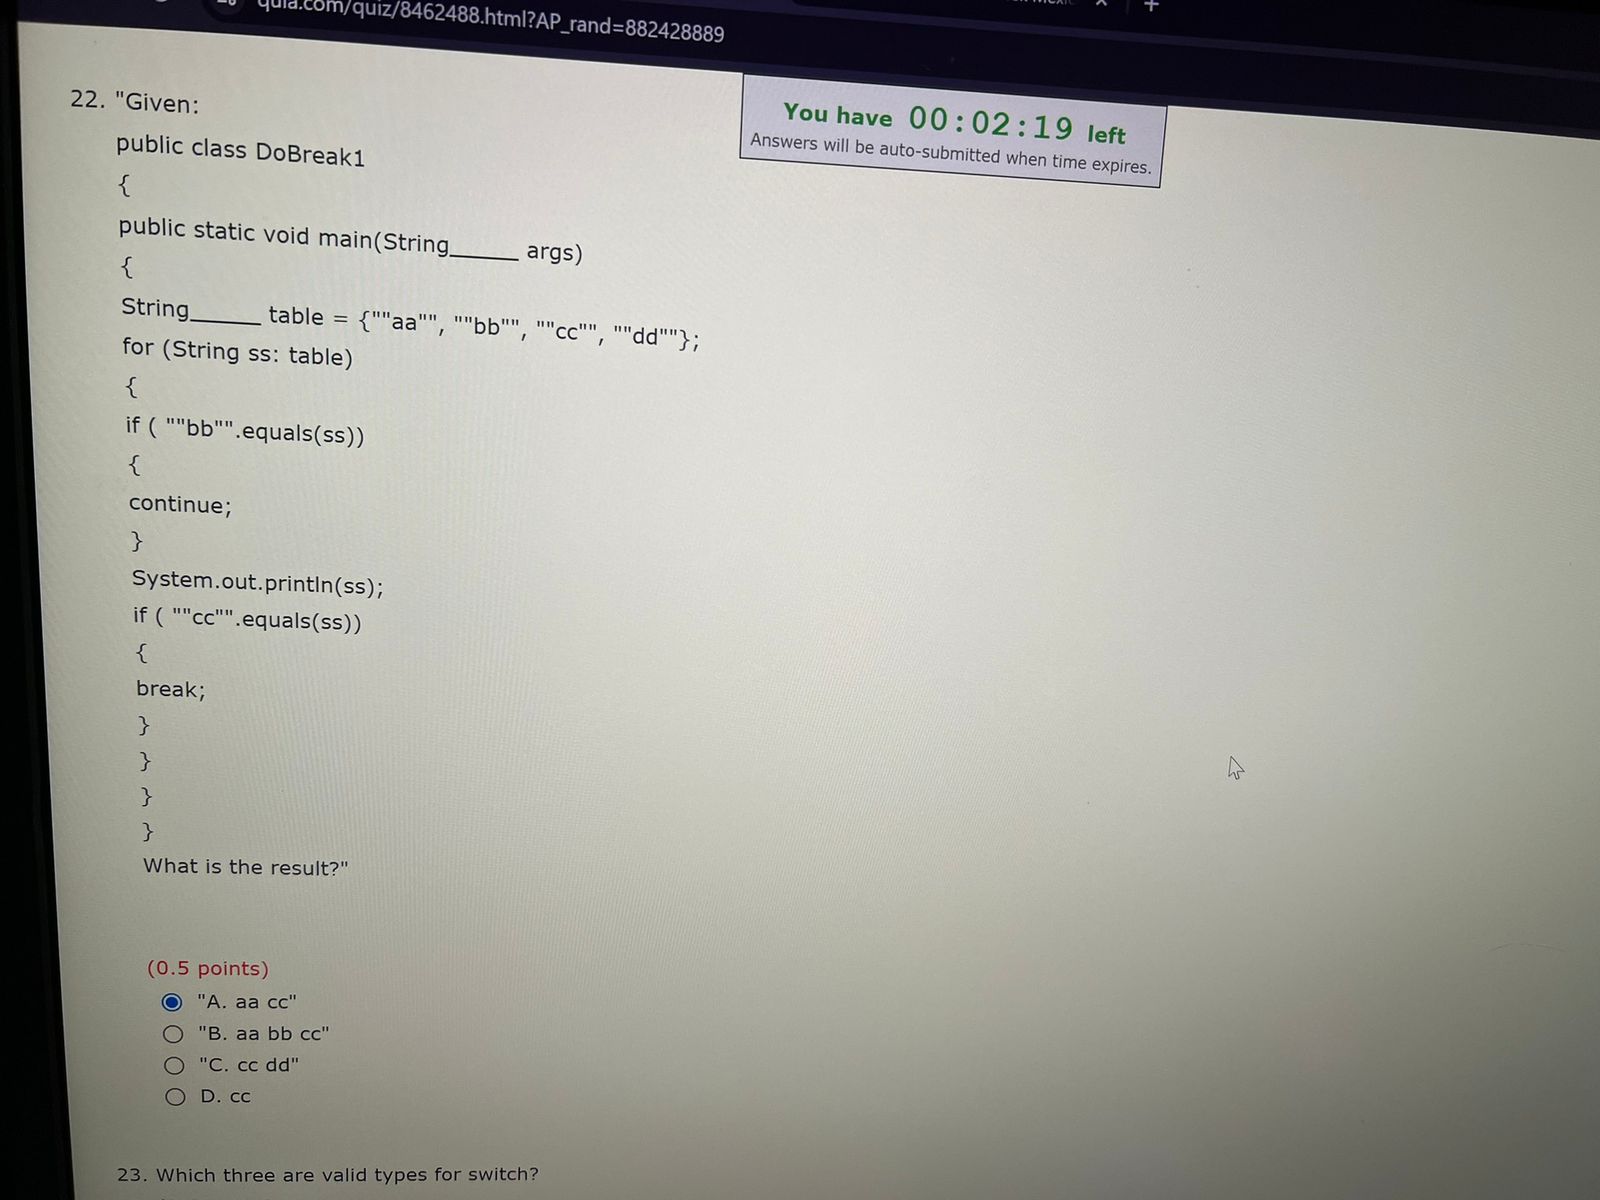 quia.com/quiz/8462488.html?AP_rand=882428889
You have 00:02:19 left
Answers will be auto-submitted when time expires.
22. "Given:
public class DoBreak1
{
public static void main(String______ args)
{
String______ table = {""aa"", ""bb"", ""cc"", ""dd""};
for (String ss: table)
{
if ( ""bb"".equals(ss))
{
continue;
}
System.out.println(ss);
if ( ""cc"".equals(ss))
{
break;
}
}
}
}
What is the result?"
(0.5 points)
"A. aa cc"
"B. aa bb cc"
"C. cc dd"
D. cc
23. Which three are valid types for switch?